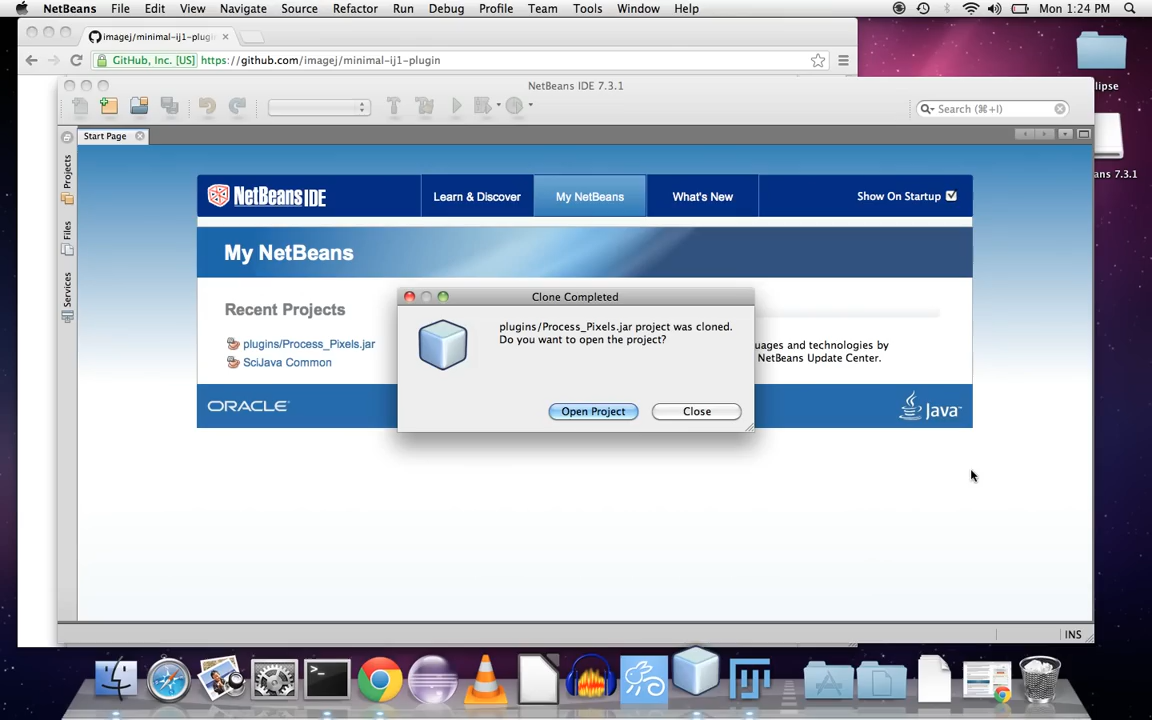 NetBeans File Edit View Navigate Source Refactor Run Debug Profile Team Tools Window Help Mon 1:24 PM
imagej/minimal-ij1-plugin
GitHub, Inc. [US] https://github.com/imagej/minimal-ij1-plugin
NetBeans IDE 7.3.1
Search (⌘+I)
Start Page
Projects
Files
Services
NetBeans IDE Learn & Discover My NetBeans What's New Show On Startup
My NetBeans
Recent Projects
plugins/Process_Pixels.jar
SciJava Common
Clone Completed
plugins/Process_Pixels.jar project was cloned.
Do you want to open the project?
Open Project Close
uages and technologies by
NetBeans Update Center.
ORACLE Java
INS
lipse
ans 7.3.1